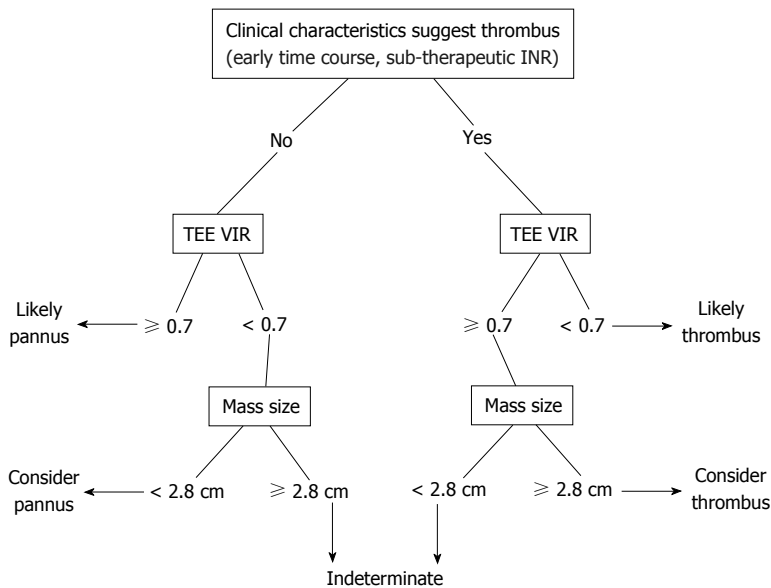 Clinical characteristics suggest thrombus
(early time course, sub-therapeutic INR)
No
Yes
TEE VIR
TEE VIR
Likely
pannus
⩾ 0.7
< 0.7
⩾ 0.7
< 0.7
Likely
thrombus
Mass size
Mass size
Consider
pannus
< 2.8 cm
⩾ 2.8 cm
< 2.8 cm
⩾ 2.8 cm
Consider
thrombus
Indeterminate